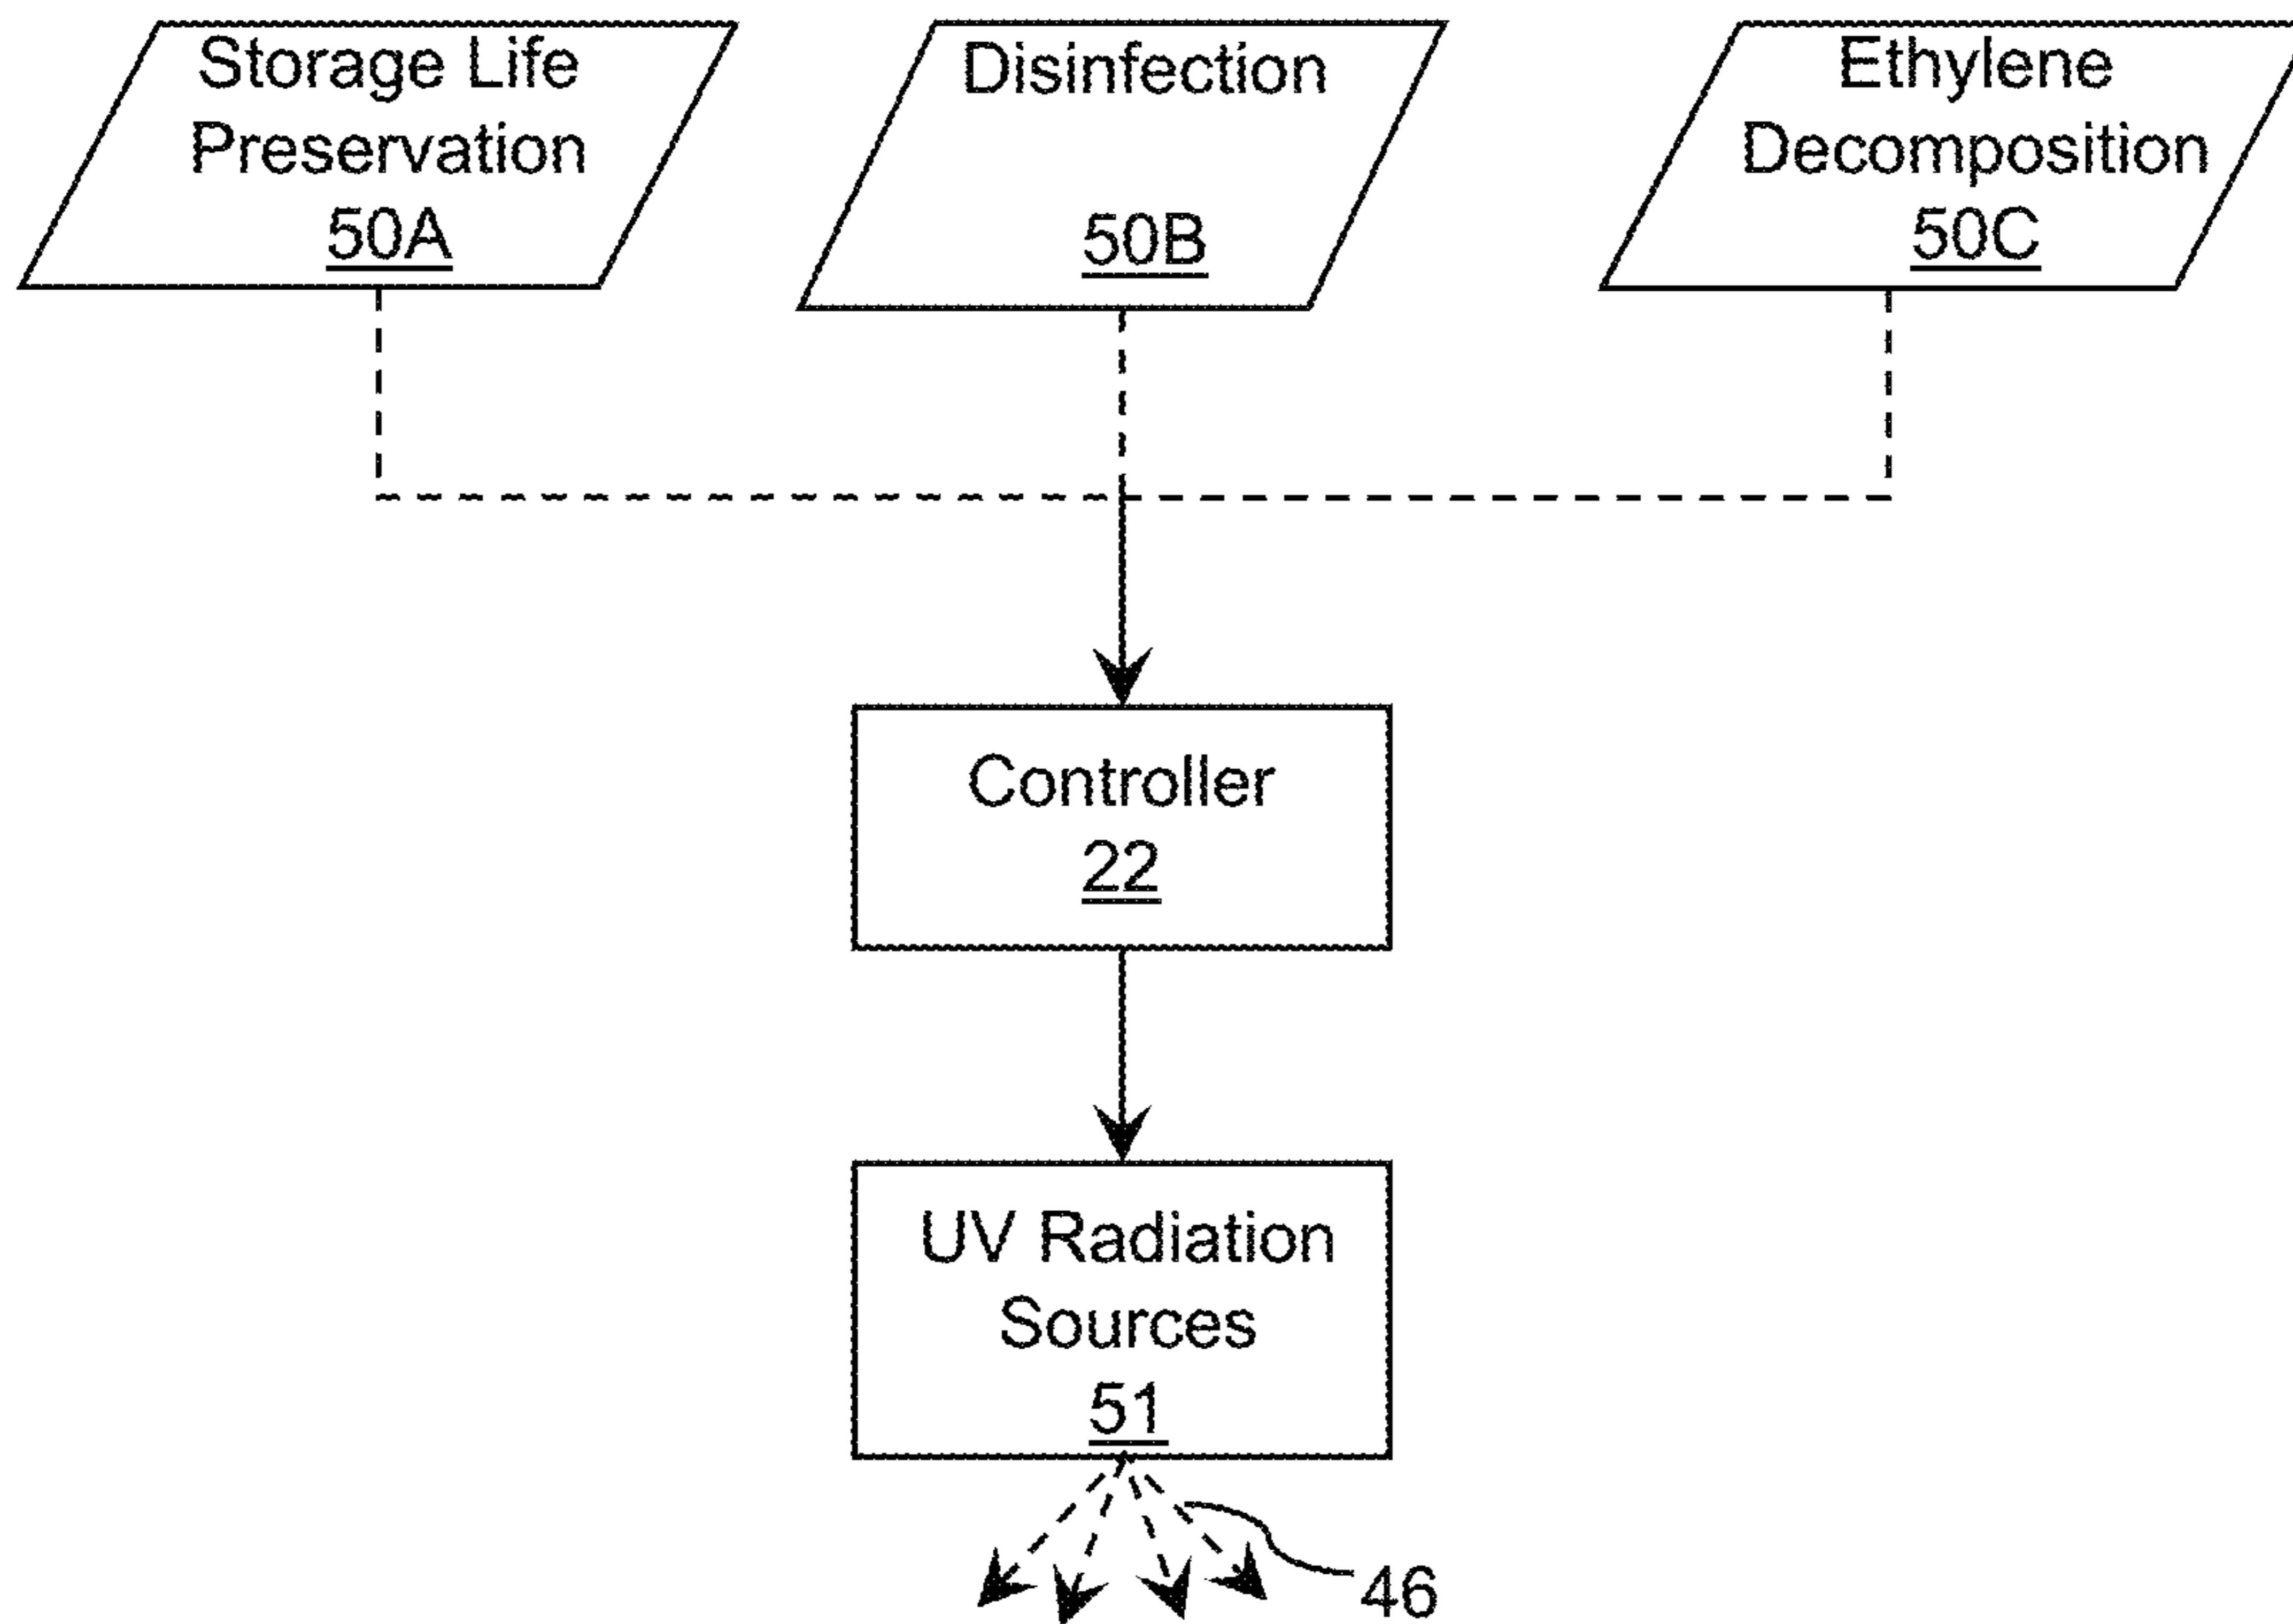 Storage Life
Preservation
50A
Disinfection
50B
Ethylene
Decomposition
50C
Controller
22
UV Radiation
Sources
51
46